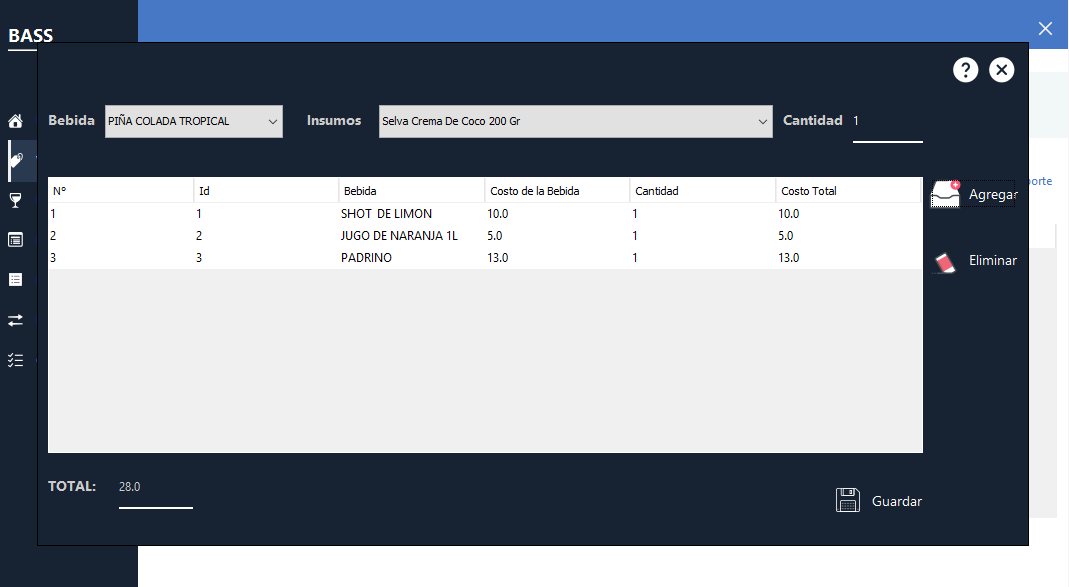 BASS
?
Bebida PIÑA COLADA TROPICAL Insumos Selva Crema De Coco 200 Gr Cantidad 1
Nº Id Bebida Costo de la Bebida Cantidad Costo Total
1 1 SHOT DE LIMON 10.0 1 10.0
2 2 JUGO DE NARANJA 1L 5.0 1 5.0
3 3 PADRINO 13.0 1 13.0
orte
Agregar
Eliminar
TOTAL: 28.0
Guardar